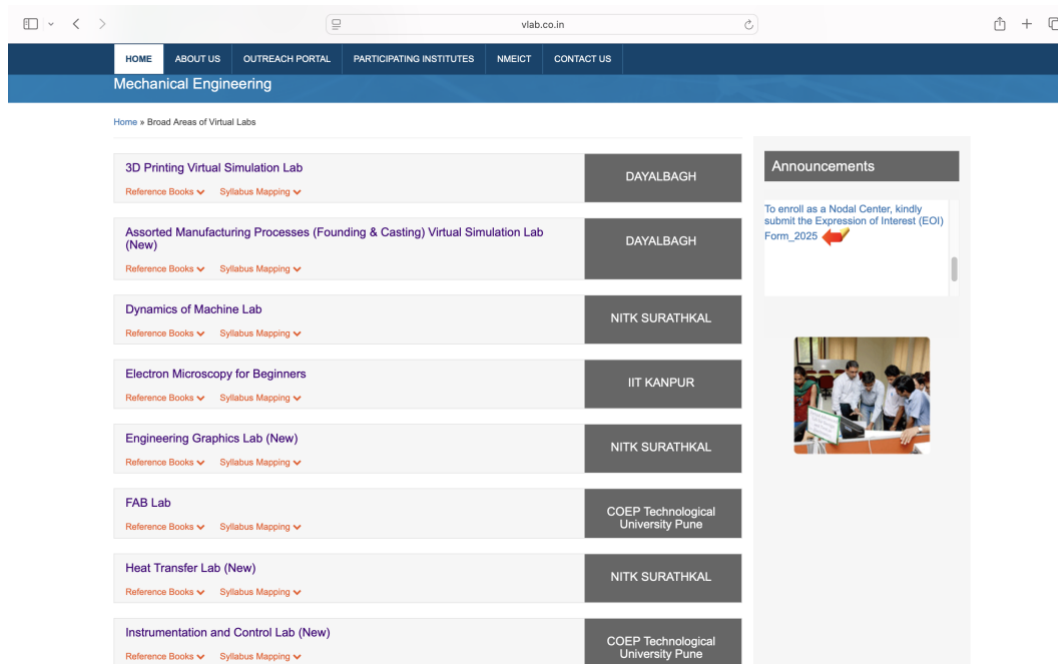 vlab.co.in
HOME ABOUT US OUTREACH PORTAL PARTICIPATING INSTITUTES NMEICT CONTACT US
Mechanical Engineering
Home » Broad Areas of Virtual Labs
3D Printing Virtual Simulation Lab
Reference Books Syllabus Mapping
DAYALBAGH
Assorted Manufacturing Processes (Founding & Casting) Virtual Simulation Lab
(New)
Reference Books Syllabus Mapping
DAYALBAGH
Dynamics of Machine Lab
Reference Books Syllabus Mapping
NITK SURATHKAL
Electron Microscopy for Beginners
Reference Books Syllabus Mapping
IIT KANPUR
Engineering Graphics Lab (New)
Reference Books Syllabus Mapping
NITK SURATHKAL
FAB Lab
Reference Books Syllabus Mapping
COEP Technological
University Pune
Heat Transfer Lab (New)
Reference Books Syllabus Mapping
NITK SURATHKAL
Instrumentation and Control Lab (New)
Reference Books Syllabus Mapping
COEP Technological
University Pune
Announcements
To enroll as a Nodal Center, kindly
submit the Expression of Interest (EOI)
Form_2025